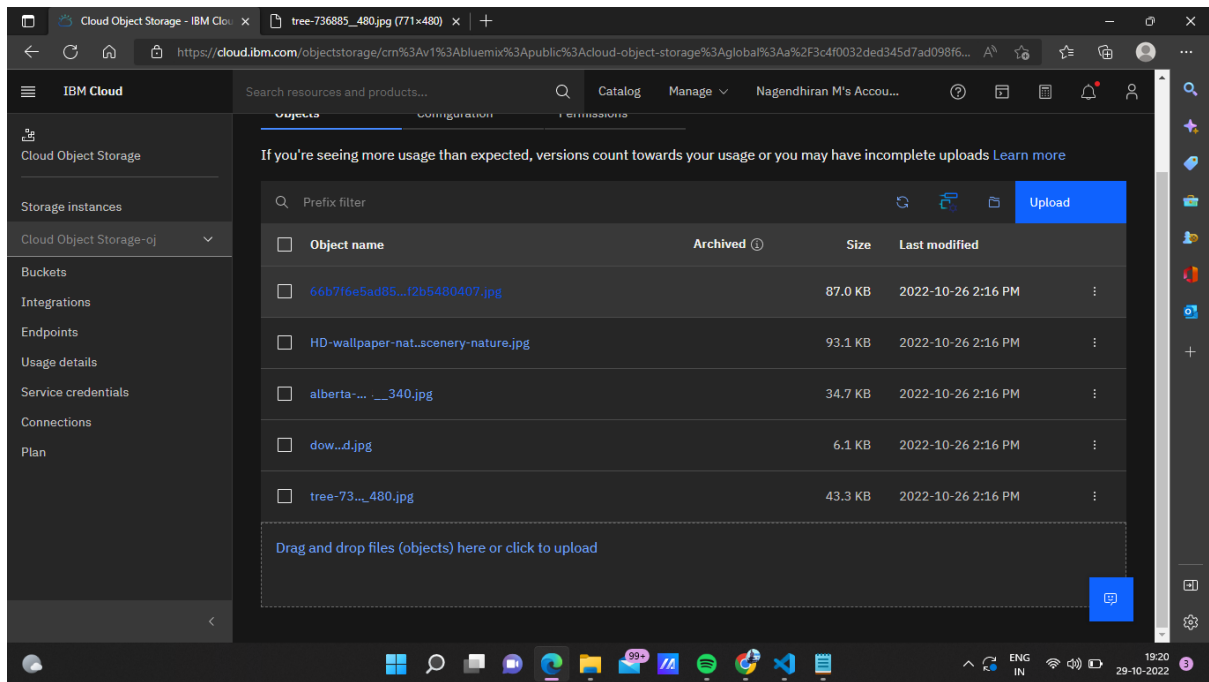 Cloud Object Storage - IBM Clou
tree-736885__480.jpg (771×480)
https://cloud.ibm.com/objectstorage/crn%3Av1%3Abluemix%3Apublic%3Acloud-object-storage%3Aglobal%3Aa%2F3c4f0032ded345d7ad098f6...
IBM Cloud
Search resources and products...
Catalog
Manage
Nagendhiran M's Accou...
Cloud Object Storage
Storage instances
Cloud Object Storage-oj
Buckets
Integrations
Endpoints
Usage details
Service credentials
Connections
Plan
Objects
Configuration
Permissions
If you're seeing more usage than expected, versions count towards your usage or you may have incomplete uploads Learn more
Prefix filter
Upload
Object name Archived Size Last modified
66b7f6e5ed85...f2b5480407.jpg 87.0 KB 2022-10-26 2:16 PM
HD-wallpaper-nat..scenery-nature.jpg 93.1 KB 2022-10-26 2:16 PM
alberta-... -__340.jpg 34.7 KB 2022-10-26 2:16 PM
dow...d.jpg 6.1 KB 2022-10-26 2:16 PM
tree-73..._480.jpg 43.3 KB 2022-10-26 2:16 PM
Drag and drop files (objects) here or click to upload
99+
ENG
IN
19:20
29-10-2022
3